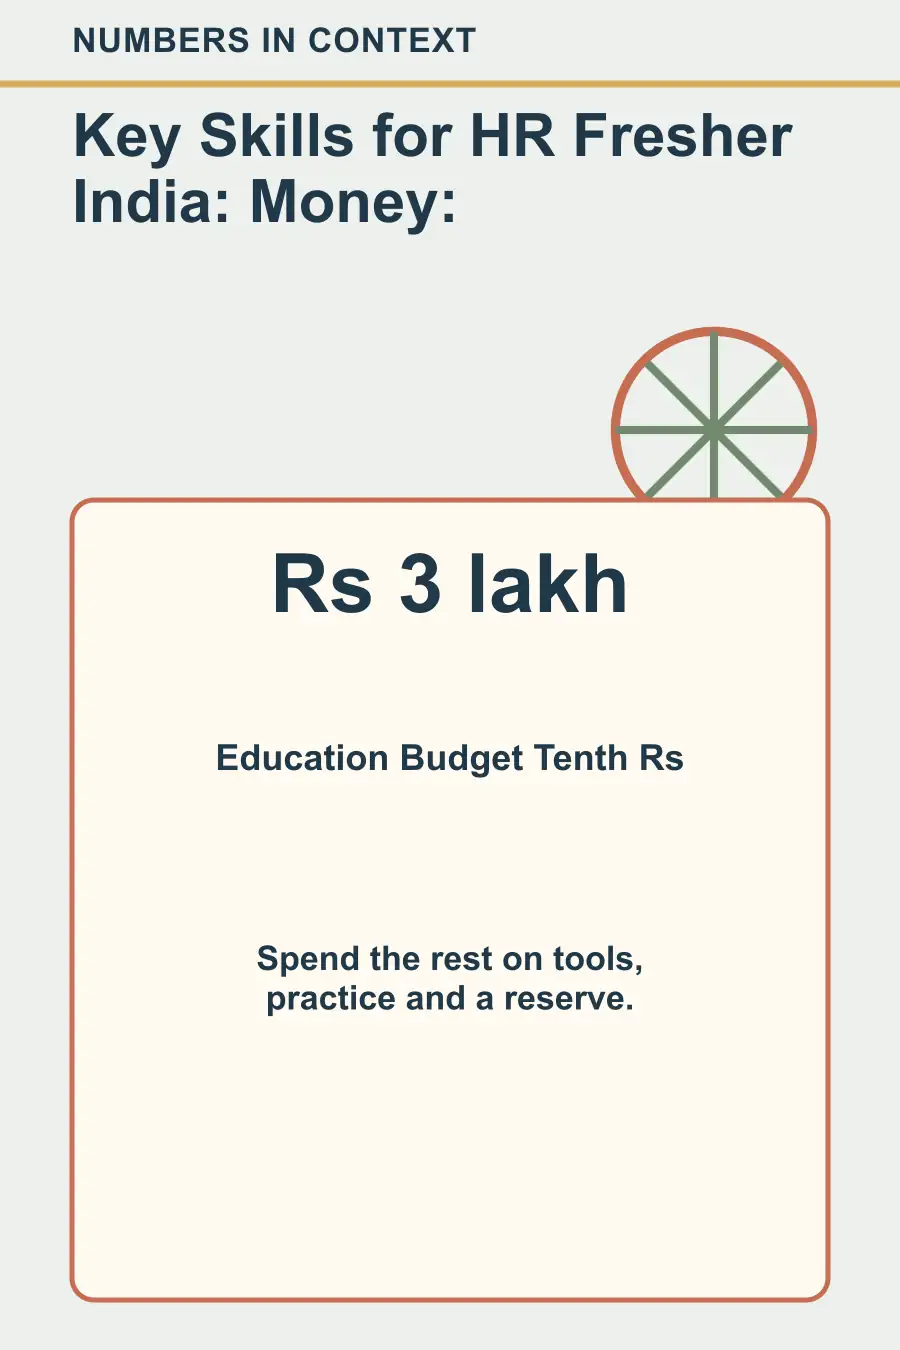 NUMBERS IN CONTEXT
Key Skills for HR Fresher
India: Money:
Rs 3 lakh
Education Budget Tenth Rs
Spend the rest on tools,
practice and a reserve.